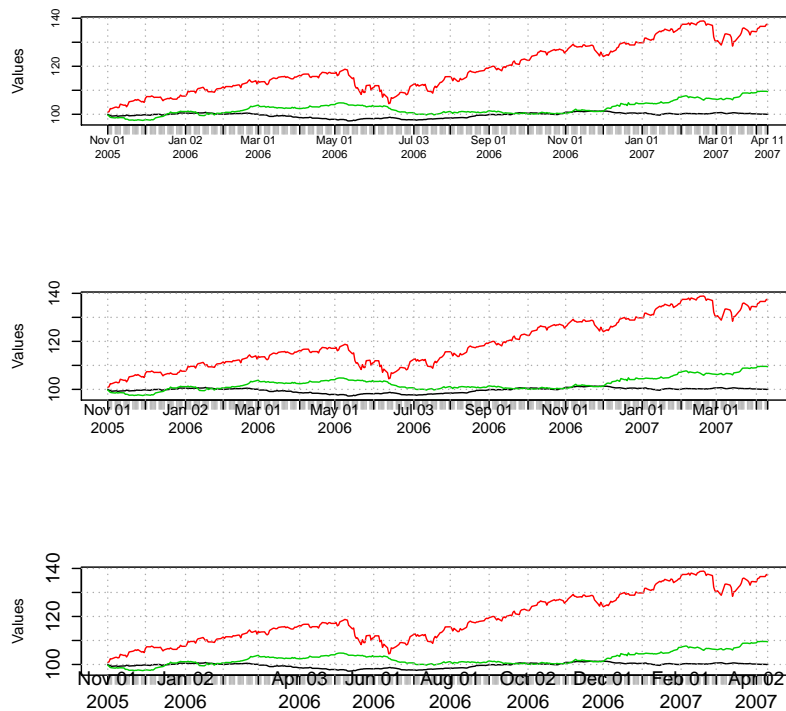 140
120
100
Values
Nov 01 Jan 02 Mar 01 May 01 Jul 03 Sep 01 Nov 01 Jan 01 Mar 01 Apr 11
2005 2006 2006 2006 2006 2006 2006 2007 2007 2007
140
120
100
Values
Nov 01 Jan 02 Mar 01 May 01 Jul 03 Sep 01 Nov 01 Jan 01 Mar 01
2005 2006 2006 2006 2006 2006 2006 2007 2007
140
120
100
Values
Nov 01 Jan 02 Apr 03 Jun 01 Aug 01 Oct 02 Dec 01 Feb 01 Apr 02
2005 2006 2006 2006 2006 2006 2006 2007 2007